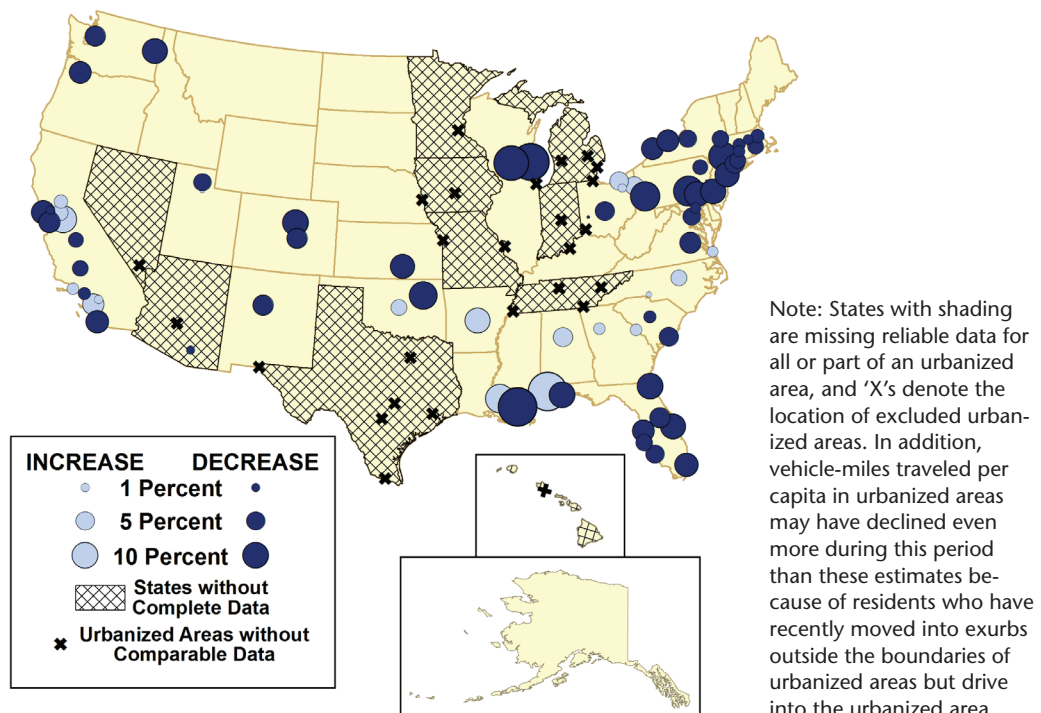 Note: States with shading
are missing reliable data for
all or part of an urbanized
area, and ‘X’s denote the
location of excluded urban-
ized areas. In addition,
vehicle-miles traveled per
capita in urbanized areas
may have declined even
more during this period
than these estimates be-
cause of residents who have
recently moved into exurbs
outside the boundaries of
urbanized areas but drive
into the urbanized area
INCREASE DECREASE
1 Percent
5 Percent
10 Percent
States without
Complete Data
Urbanized Areas without
Comparable Data